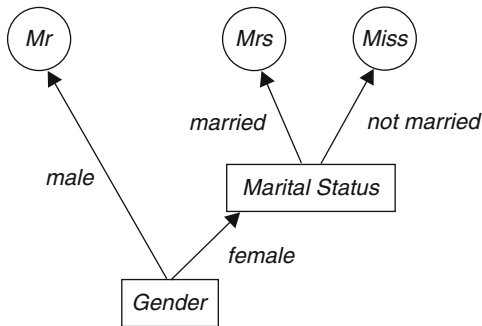 Mr
Mrs
Miss
married
not married
male
Marital Status
female
Gender